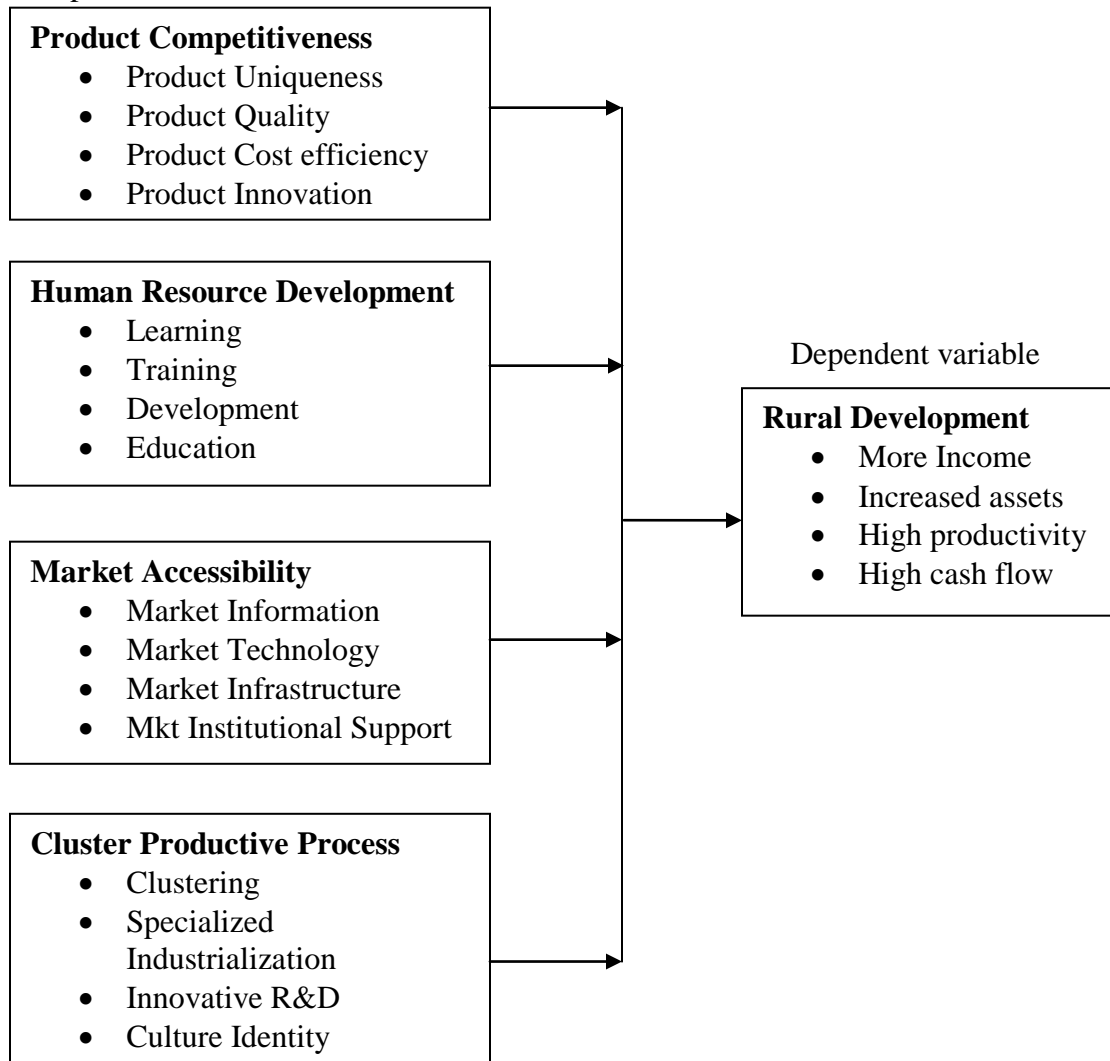 Product Competitiveness
• Product Uniqueness
• Product Quality
• Product Cost efficiency
• Product Innovation
Human Resource Development
• Learning
• Training
• Development
• Education
Market Accessibility
• Market Information
• Market Technology
• Market Infrastructure
• Mkt Institutional Support
Cluster Productive Process
• Clustering
• Specialized
Industrialization
• Innovative R&D
• Culture Identity
Dependent variable
Rural Development
• More Income
• Increased assets
• High productivity
• High cash flow